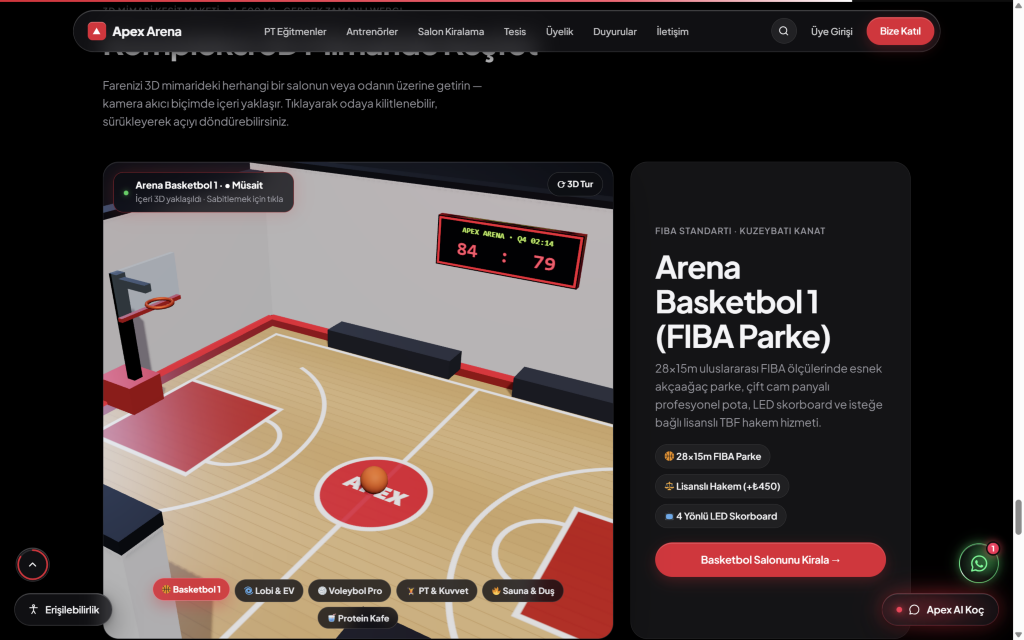 Apex Arena
PT Eğitmenler
Antrenörler
Salon Kiralama
Tesis
Üyelik
Duyurular
İletişim
Üye Girişi
Bize Katıl
Farenizi 3D mimarideki herhangi bir salonun veya odanın üzerine getirin —
kamera akıcı biçimde içeri yaklaşır. Tıklayarak odaya kilitlenebilir,
sürükleyerek açıyı döndürebilirsiniz.
Arena Basketbol 1 · ● Müsait
İçeri 3D yaklaşıldı · Sabitlemek için tıkla
⟳ 3D Tur
APEX ARENA • Q4 02:14
84 : 79
APEX
Basketbol 1
Lobi & EV
Voleybol Pro
PT & Kuvvet
Sauna & Duş
Protein Kafe
FIBA STANDARTI · KUZEYBATI KANAT
Arena
Basketbol 1
(FIBA Parke)
28×15m uluslararası FIBA ölçülerinde esnek
akçaağaç parke, çift cam panyalı
profesyonel pota, LED skorboard ve isteğe
bağlı lisanslı TBF hakem hizmeti.
28×15m FIBA Parke
Lisanslı Hakem (+₺450)
4 Yönlü LED Skorboard
Basketbol Salonunu Kirala →
1
Erişilebilirlik
Apex AI Koç